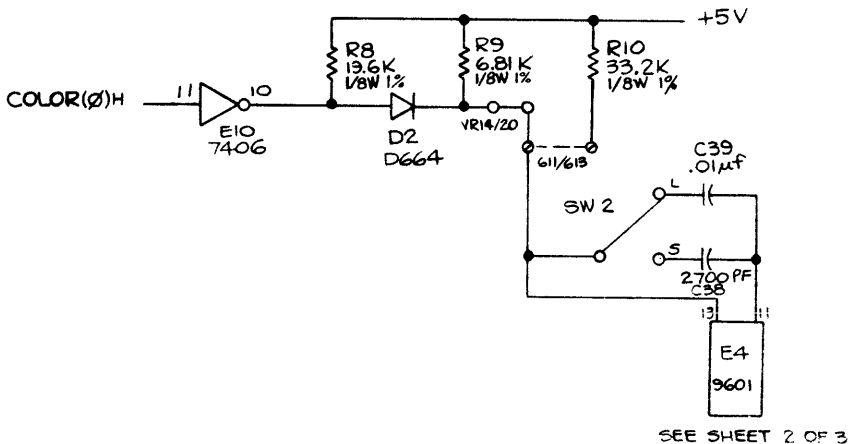 +5V
R8
19.6K
1/8W 1%
R9
6.81K
1/8W 1%
R10
33.2K
1/8W 1%
COLOR(Ø)H
11
10
E10
7406
D2
D664
VR14/20
611/613
C39
.01µf
SW 2
L
S
2700 PF
C38
13
11
E4
9601
SEE SHEET 2 OF 3